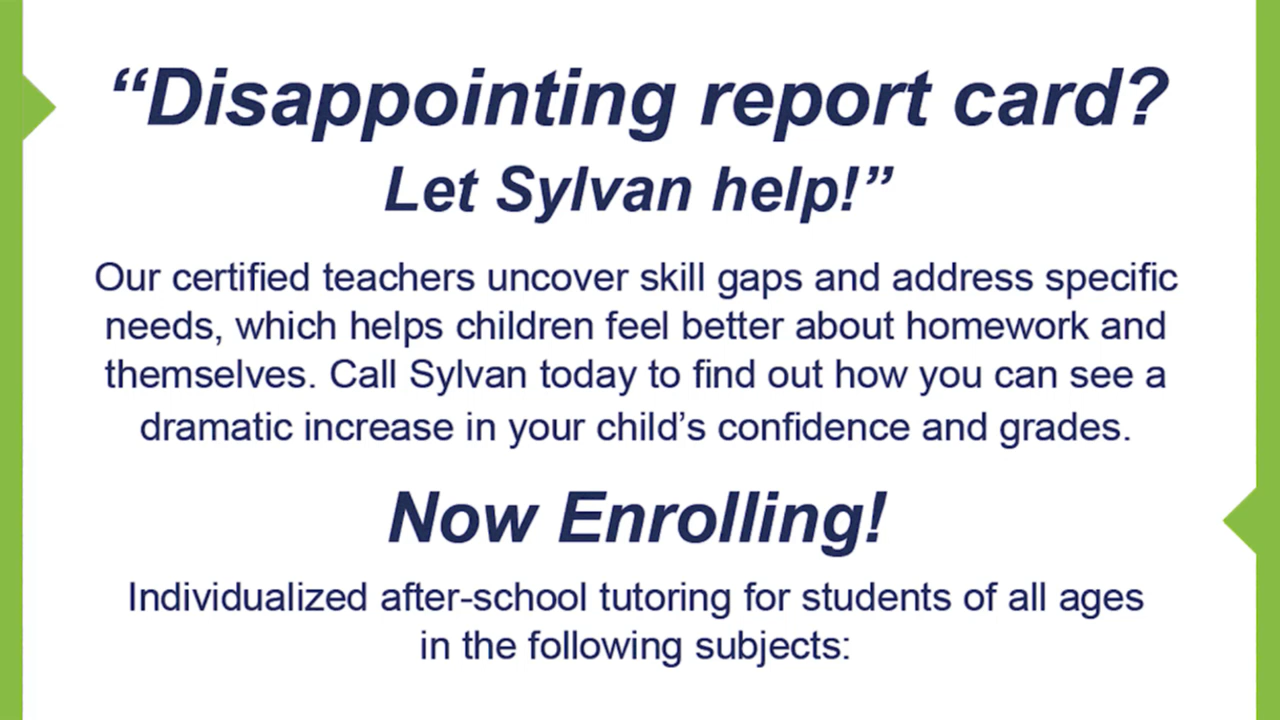 “Disappointing report card?
Let Sylvan help!”
Our certified teachers uncover skill gaps and address specific
needs, which helps children feel better about homework and
themselves. Call Sylvan today to find out how you can see a
dramatic increase in your child’s confidence and grades.
Now Enrolling!
Individualized after-school tutoring for students of all ages
in the following subjects: